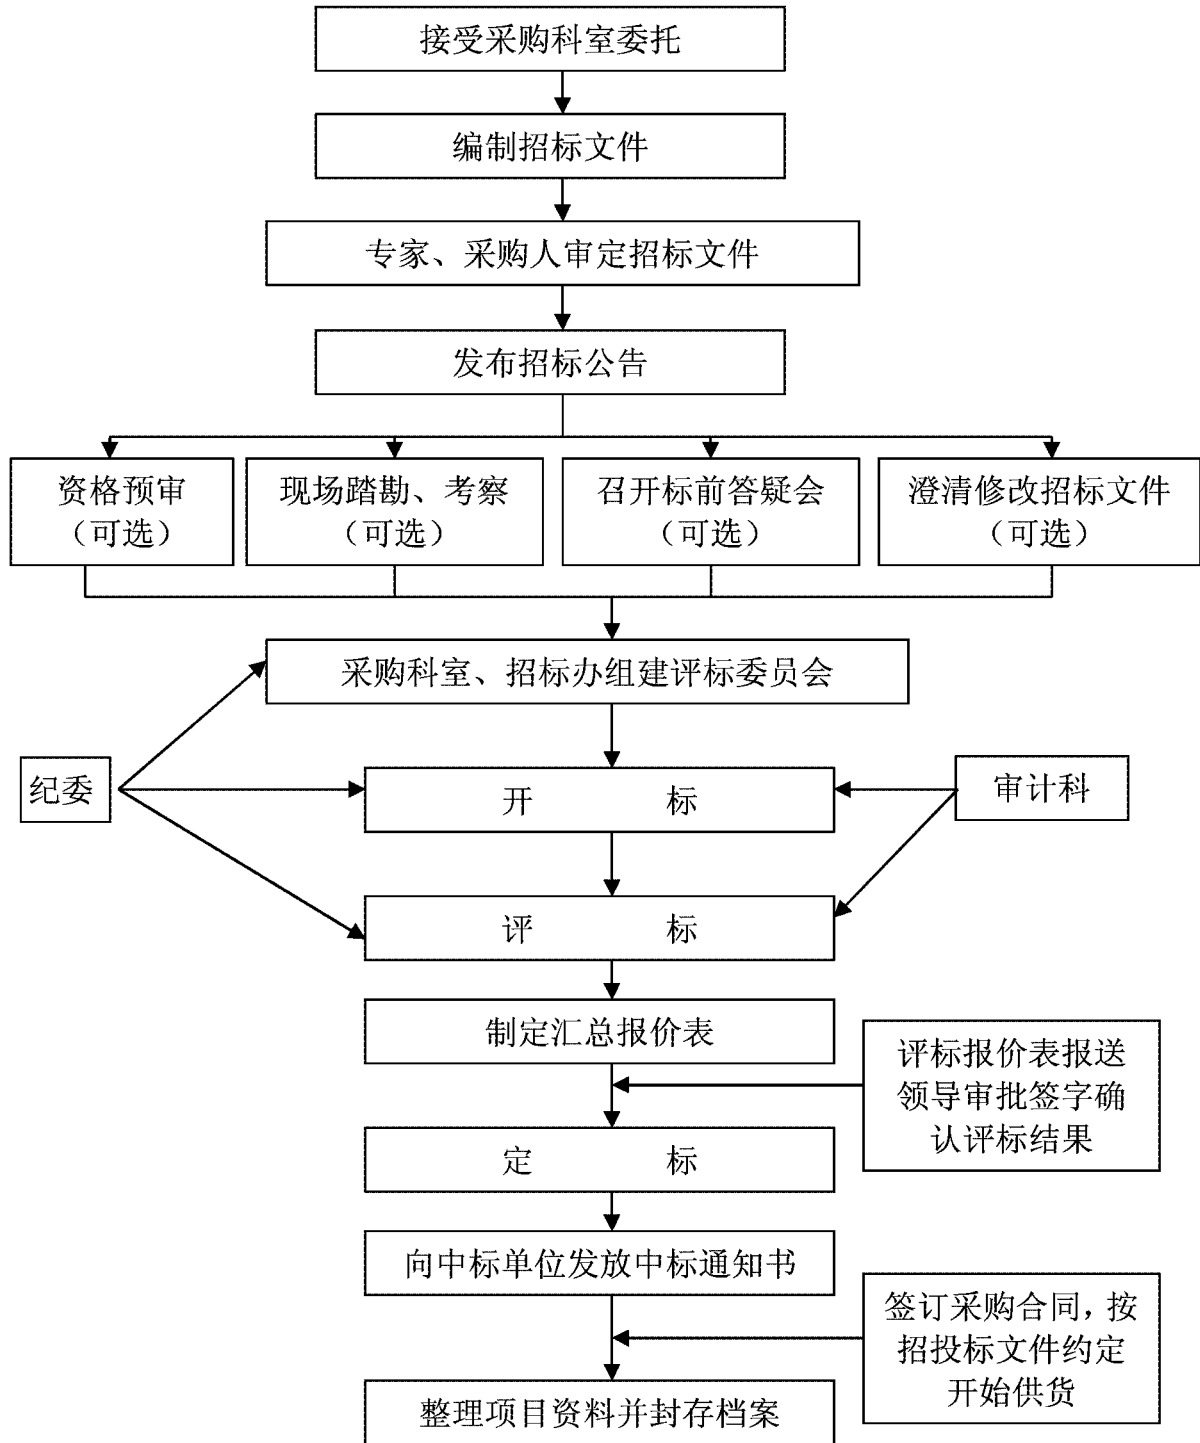 接受采购科室委托
编制招标文件
专家、采购人审定招标文件
发布招标公告
资格预审
（可选）
现场踏勘、考察
（可选）
召开标前答疑会
（可选）
澄清修改招标文件
（可选）
采购科室、招标办组建评标委员会
纪委
开 标
审计科
评 标
制定汇总报价表
评标报价表报送
领导审批签字确
认评标结果
定 标
向中标单位发放中标通知书
签订采购合同，按
招投标文件约定
开始供货
整理项目资料并封存档案